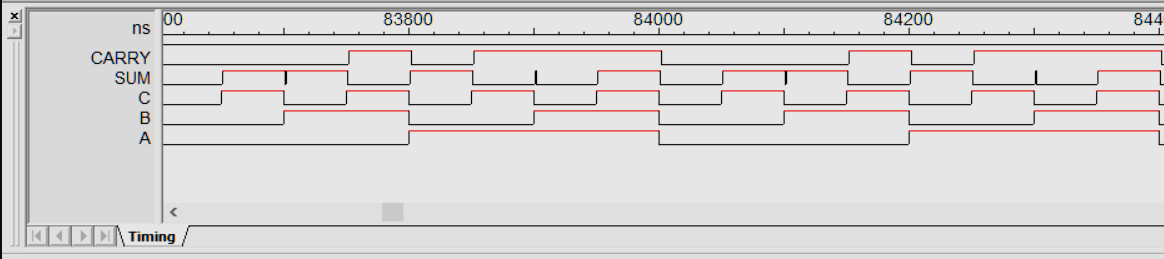 ns 00 83800 84000 84200 844
CARRY
SUM
C
B
A
Timing